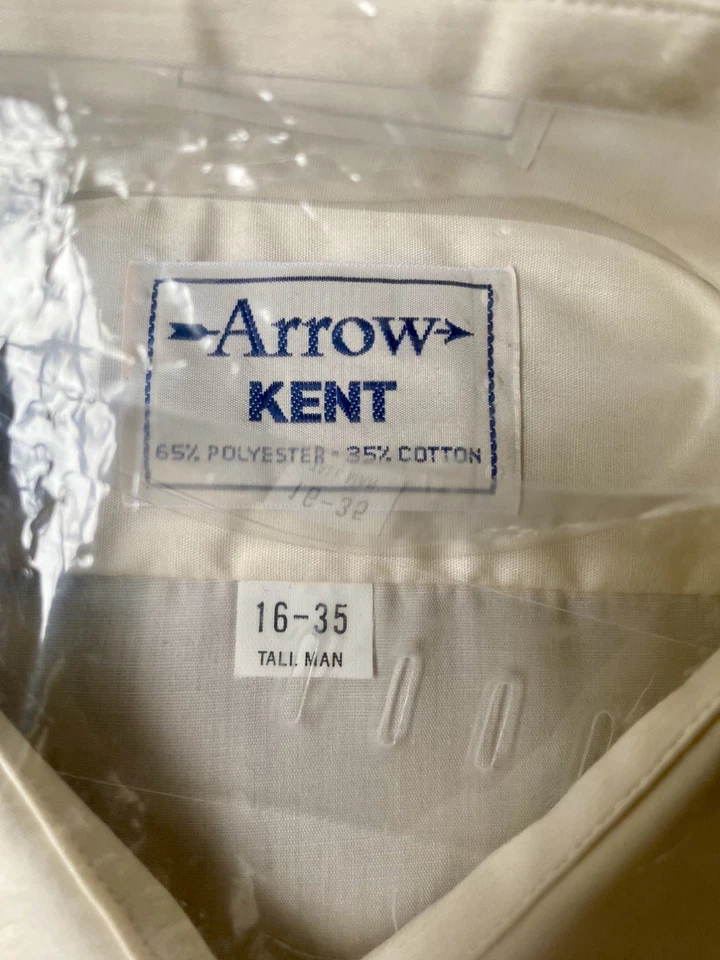 Arrow
KENT
65% POLYESTER - 35% COTTON
16-35
TALL MAN